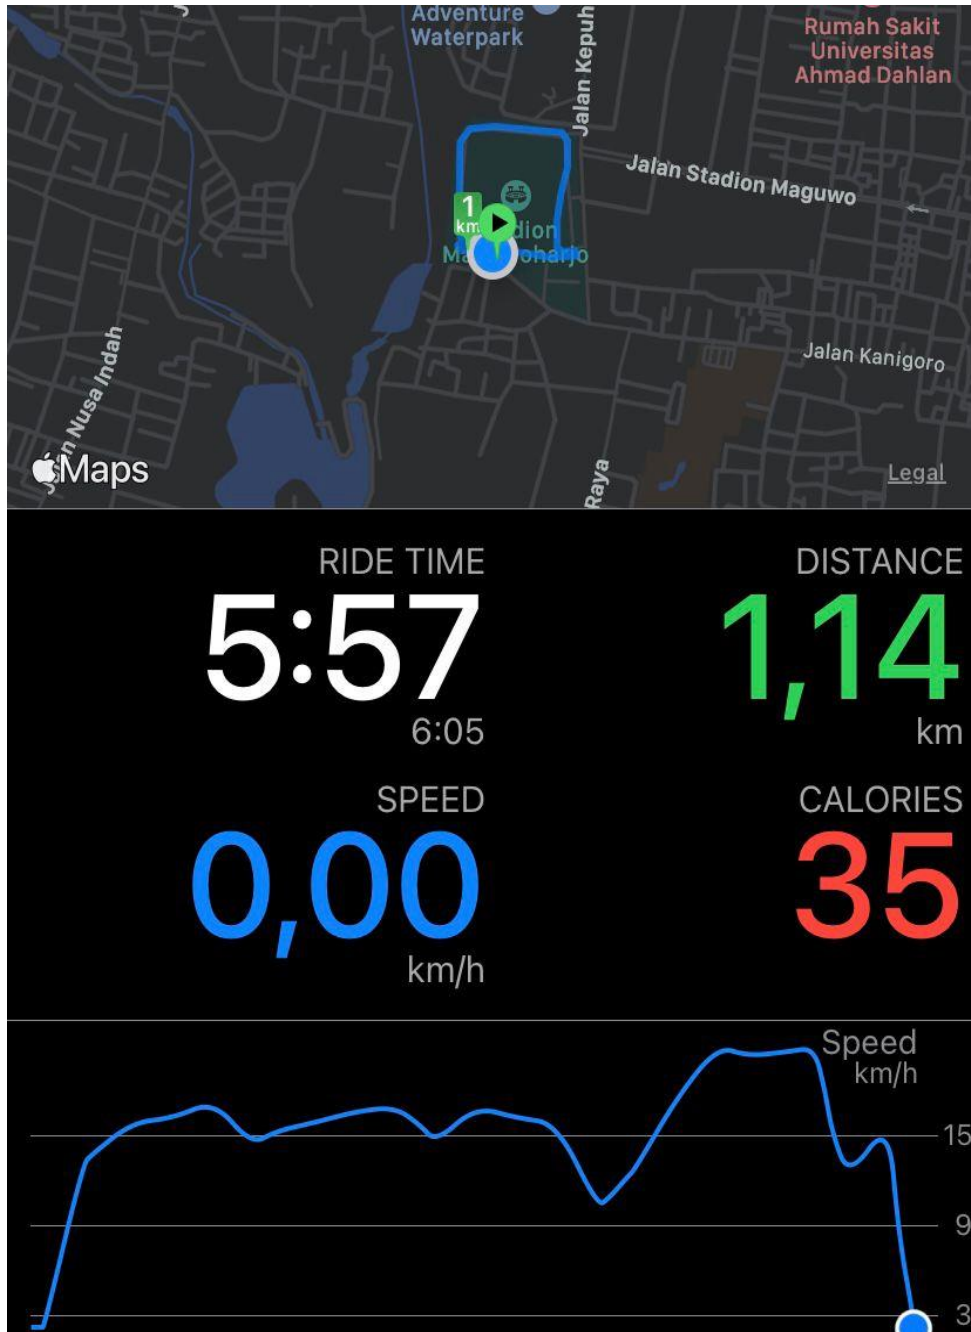 Adventure
Waterpark
Jalan Kepuh
Rumah Sakit
Universitas
Ahmad Dahlan
Jalan Stadion Maguwo
1
km
Jalan Kanigoro
Nusa Indah
Raya
Maps
Legal
RIDE TIME
5:57
6:05
DISTANCE
1,14
km
SPEED
0,00
km/h
CALORIES
35
Speed
km/h
15
9
3